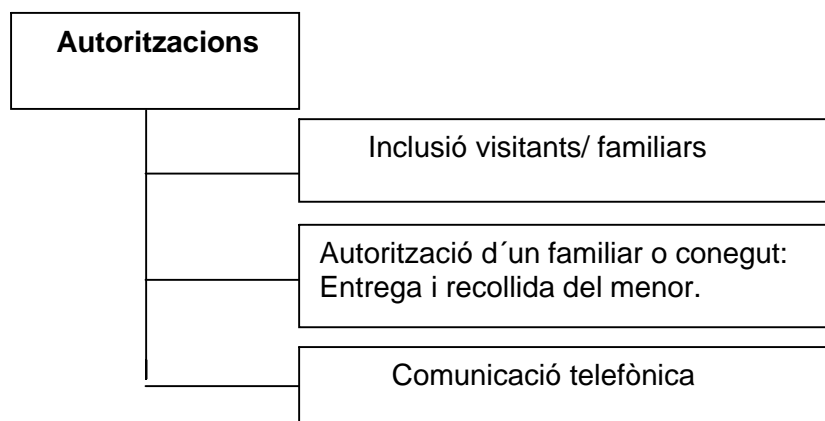 Autoritzacions
Inclusió visitants/ familiars
Autorització d´un familiar o conegut:
Entrega i recollida del menor.
Comunicació telefònica